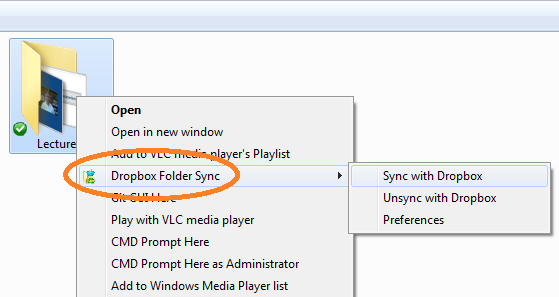 Lecture
Open
Open in new window
Add to VLC media player's Playlist
Dropbox Folder Sync
Git GUI Here
Play with VLC media player
CMD Prompt Here
CMD Prompt Here as Administrator
Add to Windows Media Player list
Sync with Dropbox
Unsync with Dropbox
Preferences